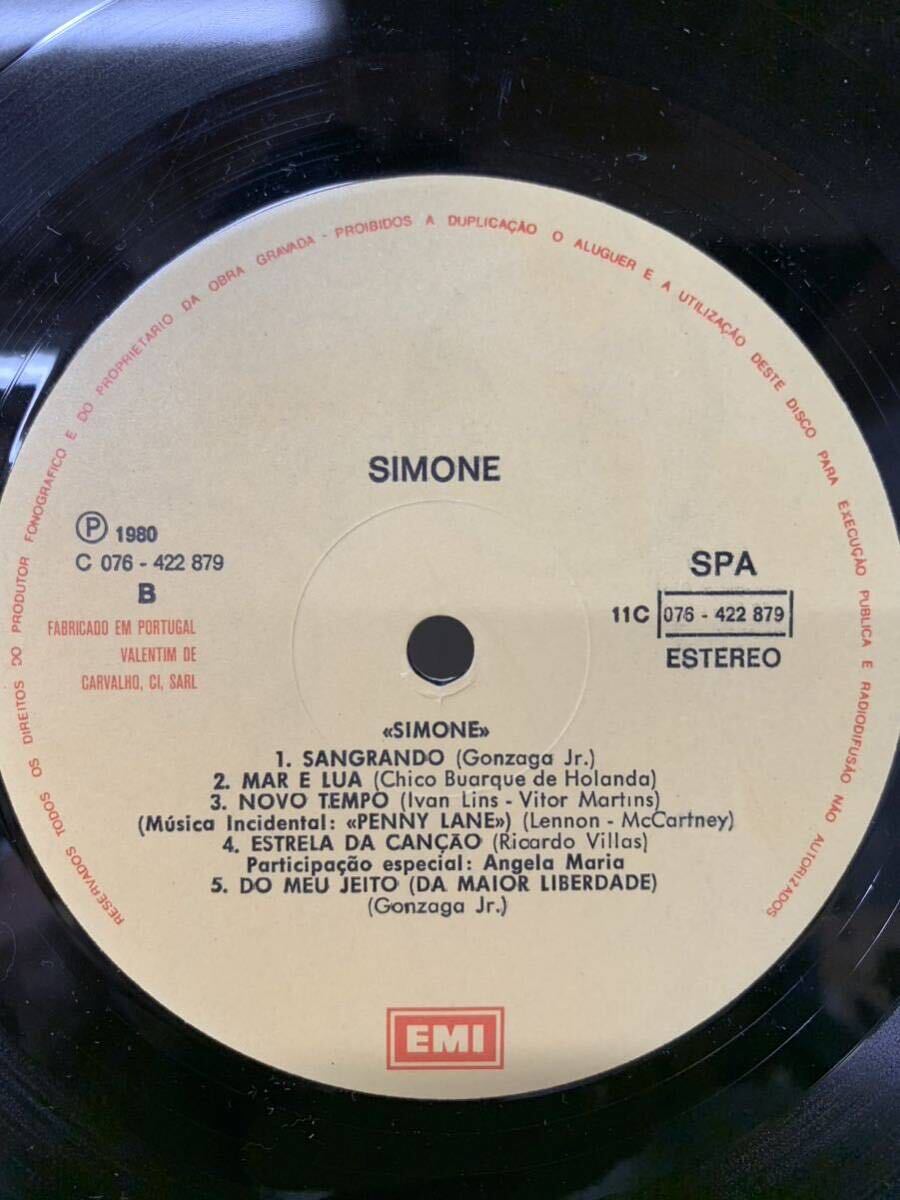 RESERVADOS TODOS OS DIREITOS DO PRODUTOR FONOGRAFICO E DO PROPRIETARIO DA OBRA GRAVADA - PROIBIDOS A DUPLICAÇÃO O ALUGUER E A UTILIZAÇÃO DESTE DISCO PARA EXECUÇÃO PUBLICA E RADIODIFUSÃO NÃO AUTORIZADOS
SIMONE
Ⓟ 1980
C 076 - 422 879
B
FABRICADO EM PORTUGAL
VALENTIM DE
CARVALHO, CI, SARL
SPA
11C 076 - 422 879
ESTEREO
«SIMONE»
1. SANGRANDO (Gonzaga Jr.)
2. MAR E LUA (Chico Buarque de Holanda)
3. NOVO TEMPO (Ivan Lins - Vitor Martins)
(Música Incidental: «PENNY LANE») (Lennon - McCartney)
4. ESTRELA DA CANÇÃO (Ricardo Villas)
Participação especial: Angela Maria
5. DO MEU JEITO (DA MAIOR LIBERDADE)
(Gonzaga Jr.)
EMI